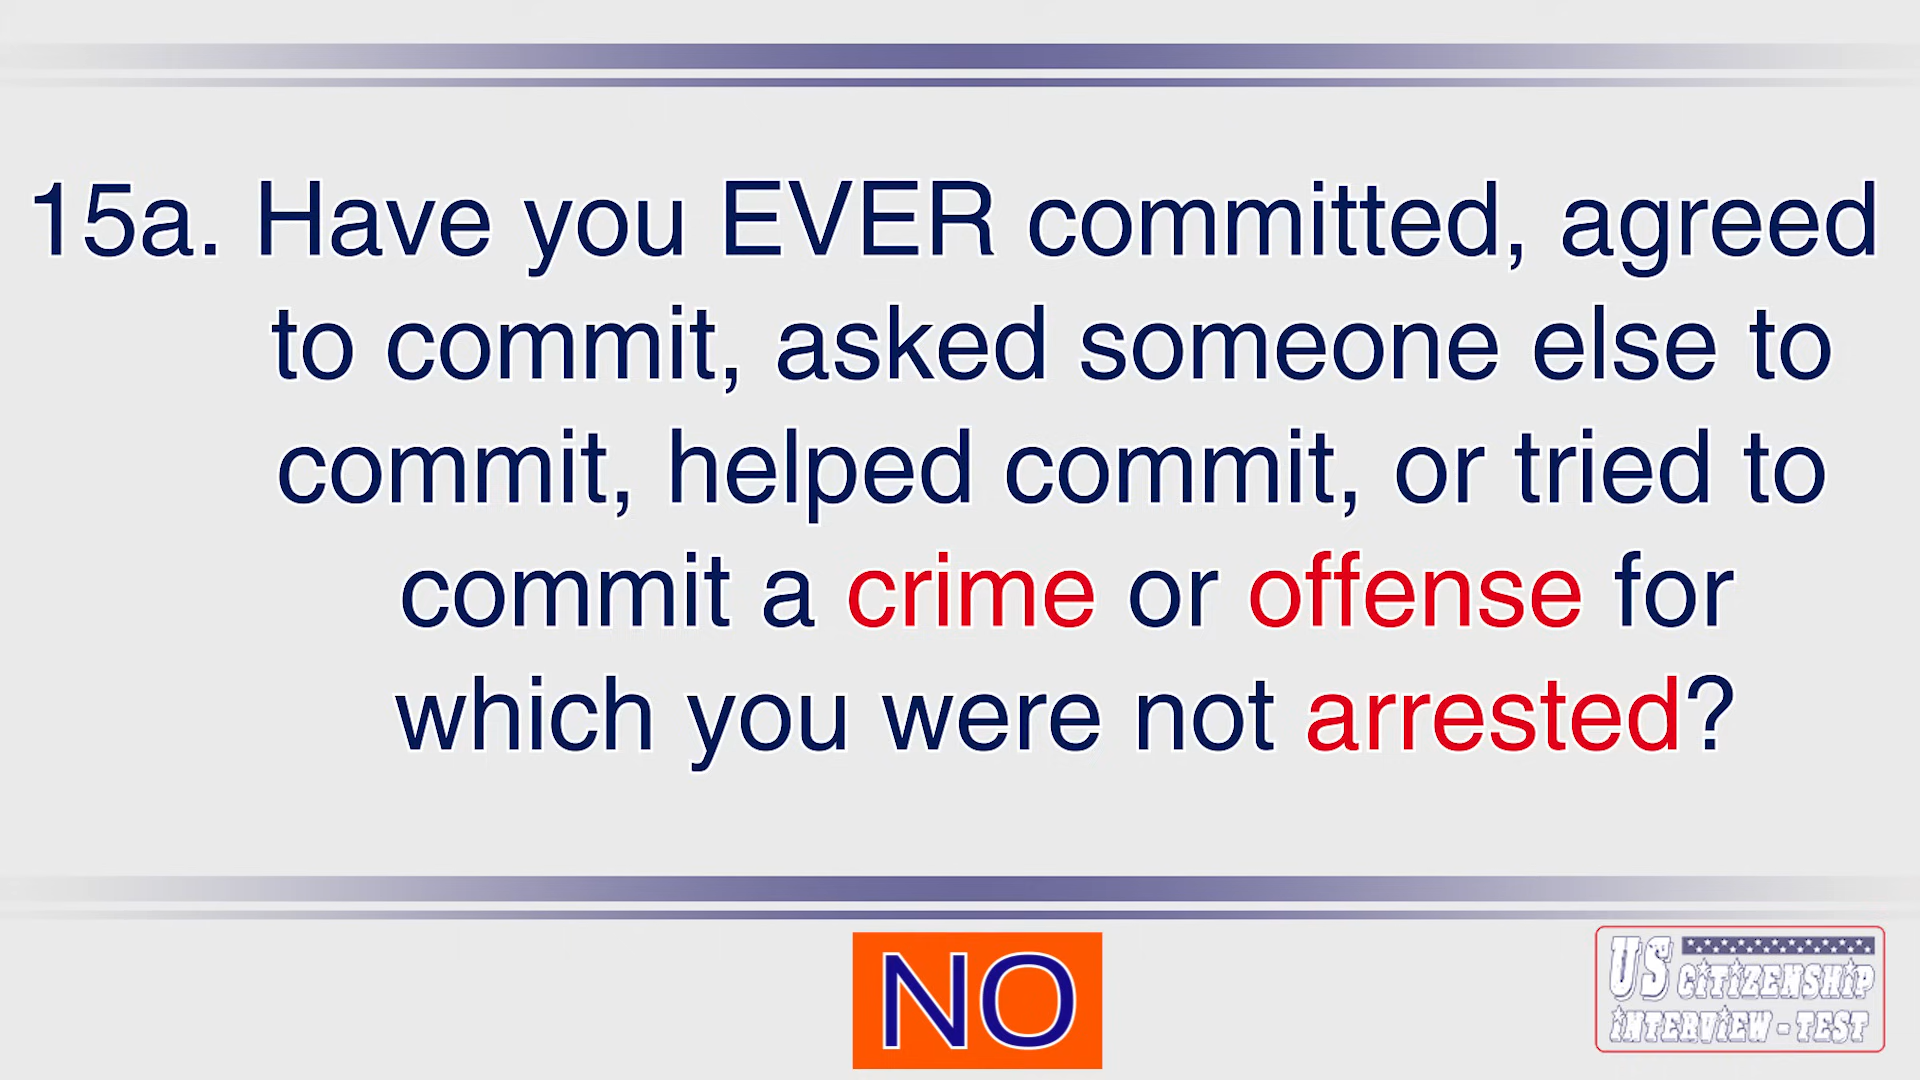 15a. Have you EVER committed, agreed
to commit, asked someone else to
commit, helped commit, or tried to
commit a crime or offense for
which you were not arrested?
NO
US CITIZENSHIP
INTERVIEW - TEST